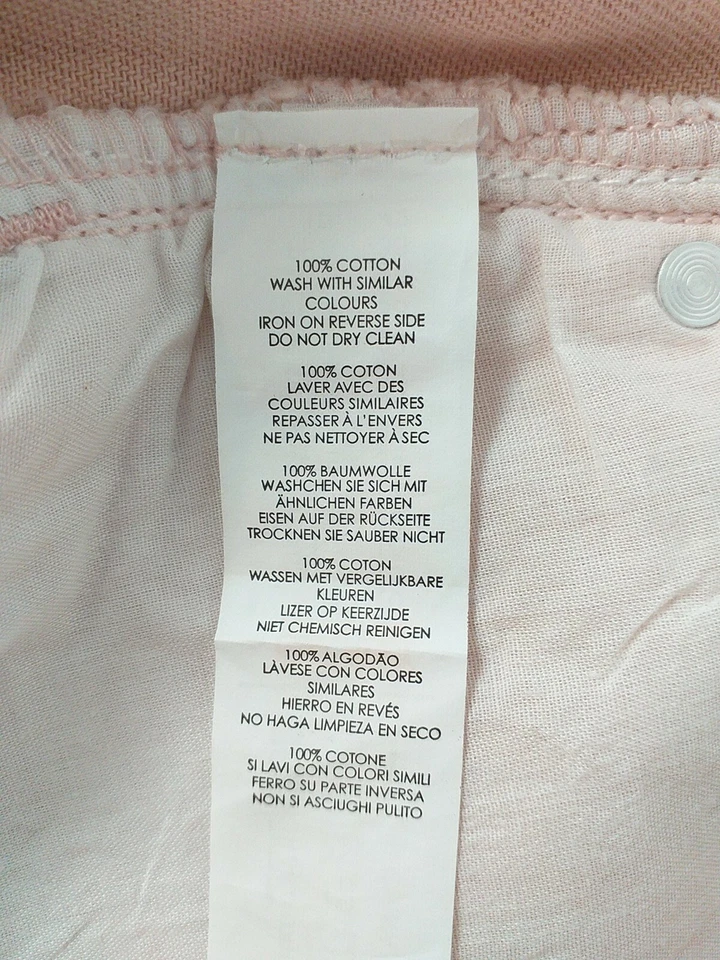 100% COTTON
WASH WITH SIMILAR
COLOURS
IRON ON REVERSE SIDE
DO NOT DRY CLEAN
100% COTON
LAVER AVEC DES
COULEURS SIMILAIRES
REPASSER À L'ENVERS
NE PAS NETTOYER À SEC
100% BAUMWOLLE
WASHCHEN SIE SICH MIT
ÄHNLICHEN FARBEN
EISEN AUF DER RÜCKSEITE
TROCKNEN SIE SAUBER NICHT
100% COTON
WASSEN MET VERGELIJKBARE
KLEUREN
LIZER OP KEERZIJDE
NIET CHEMISCH REINIGEN
100% ALGODÃO
LÀVESE CON COLORES
SIMILARES
HIERRO EN REVÉS
NO HAGA LIMPIEZA EN SECO
100% COTONE
SI LAVI CON COLORI SIMILI
FERRO SU PARTE INVERSA
NON SI ASCIUGHI PULITO